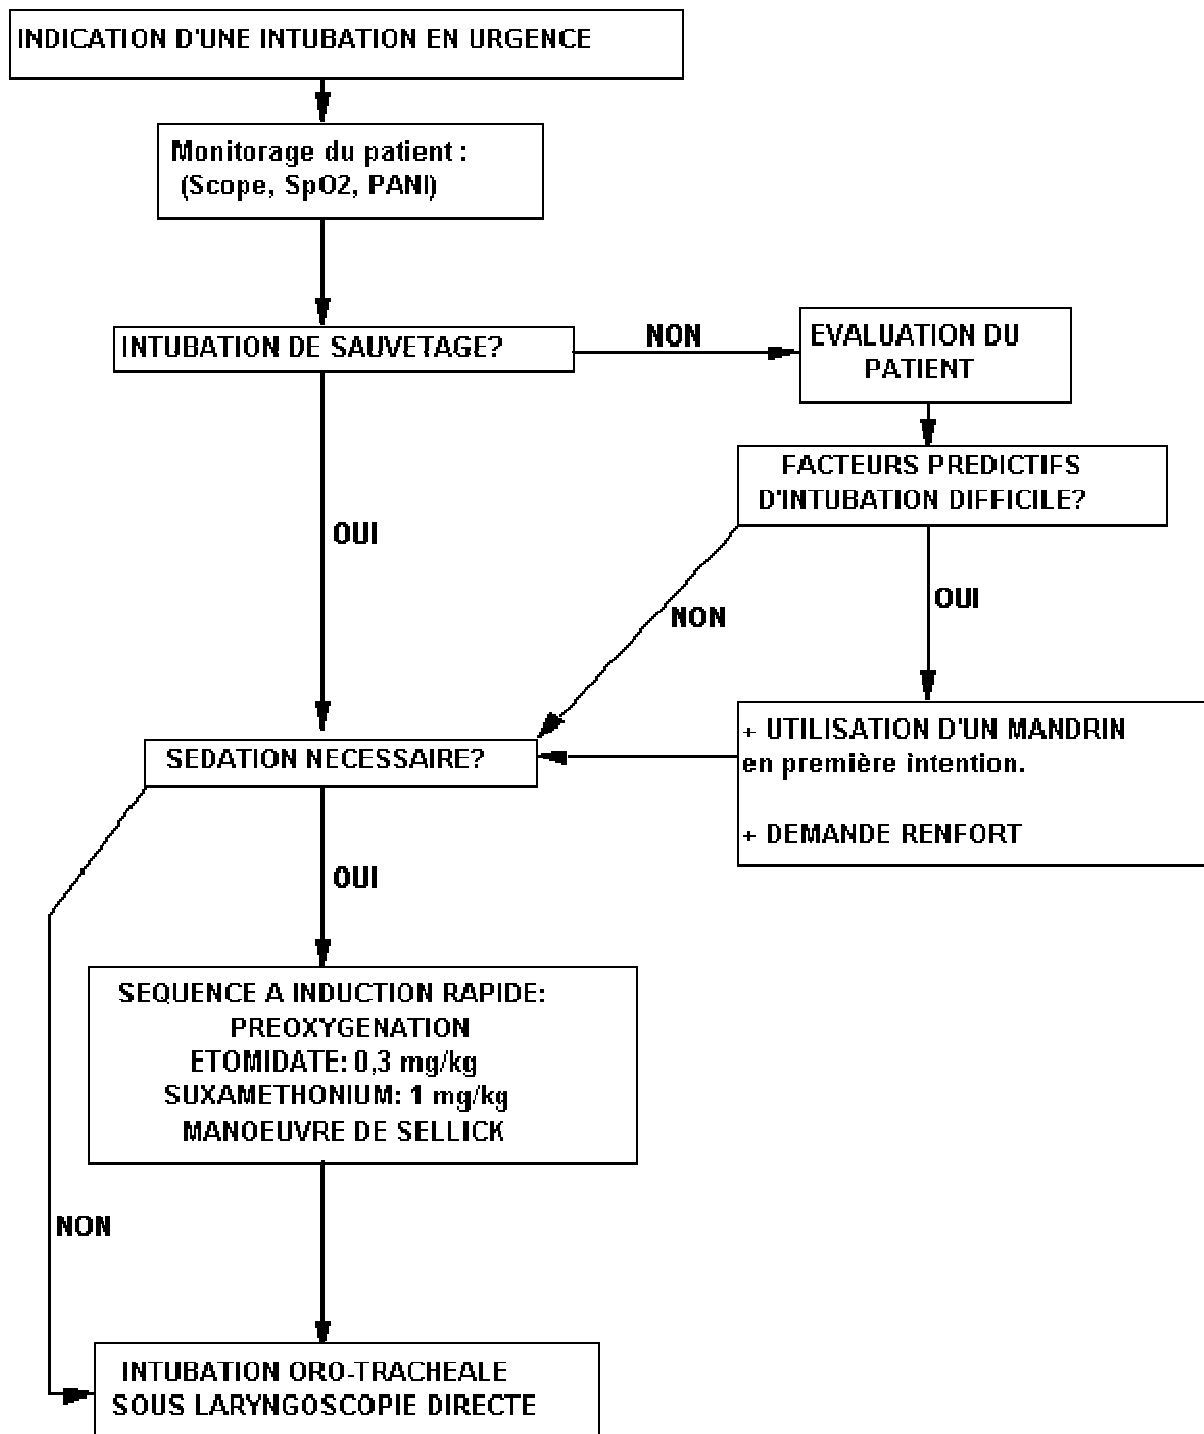 INDICATION D'UNE INTUBATION EN URGENCE
Monitorage du patient :
(Scope, SpO2, PANI)
INTUBATION DE SAUVETAGE?
NON
EVALUATION DU
PATIENT
FACTEURS PREDICTIFS
D'INTUBATION DIFFICILE?
OUI
NON
OUI
+ UTILISATION D'UN MANDRIN
en première intention.
+ DEMANDE RENFORT
SEDATION NECESSAIRE?
OUI
SEQUENCE A INDUCTION RAPIDE:
PREOXYGENATION
ETOMIDATE: 0,3 mg/kg
SUXAMETHONIUM: 1 mg/kg
MANOEUVRE DE SELLICK
NON
INTUBATION ORO-TRACHEALE
SOUS LARYNGOSCOPIE DIRECTE